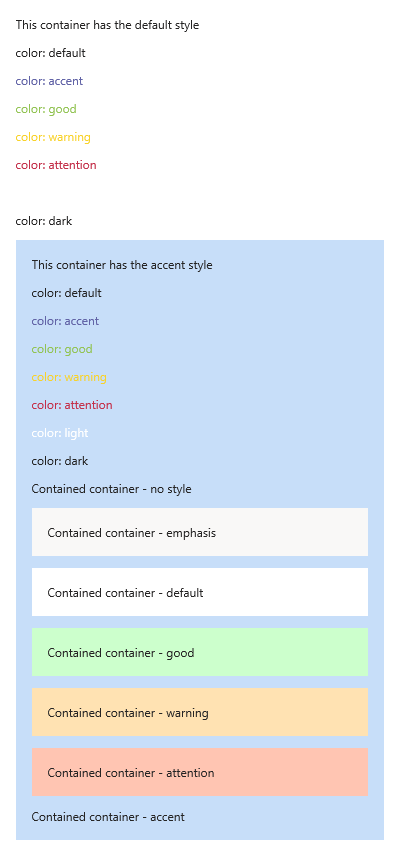 This container has the default style
color: default
color: accent
color: good
color: warning
color: attention
color: dark
This container has the accent style
color: default
color: accent
color: good
color: warning
color: attention
color: light
color: dark
Contained container - no style
Contained container - emphasis
Contained container - default
Contained container - good
Contained container - warning
Contained container - attention
Contained container - accent